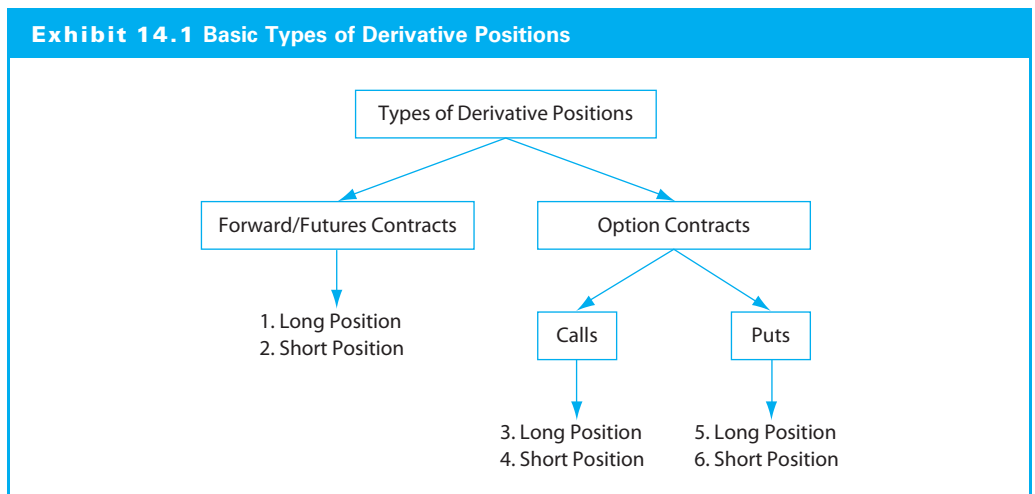 Exhibit 14.1 Basic Types of Derivative Positions
Types of Derivative Positions
Forward/Futures Contracts
Option Contracts
1. Long Position
2. Short Position
Calls
Puts
3. Long Position
4. Short Position
5. Long Position
6. Short Position